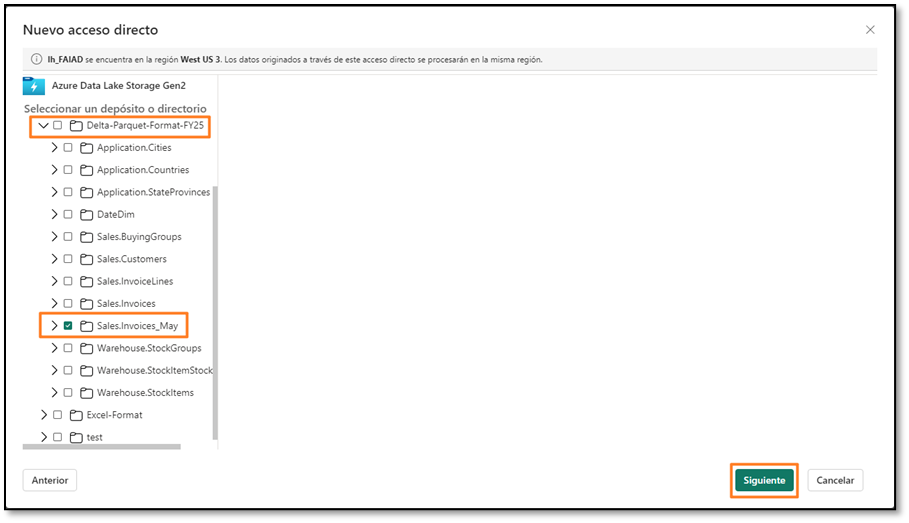 Nuevo acceso directo
lh_FAIAD se encuentra en la región West US 3. Los datos originados a través de este acceso directo se procesarán en la misma región.
Azure Data Lake Storage Gen2
Seleccionar un depósito o directorio
Delta-Parquet-Format-FY25
Application.Cities
Application.Countries
Application.StateProvinces
DateDim
Sales.BuyingGroups
Sales.Customers
Sales.InvoiceLines
Sales.Invoices
Sales.Invoices_May
Warehouse.StockGroups
Warehouse.StockItemStock
Warehouse.StockItems
Excel-Format
test
Anterior
Siguiente
Cancelar